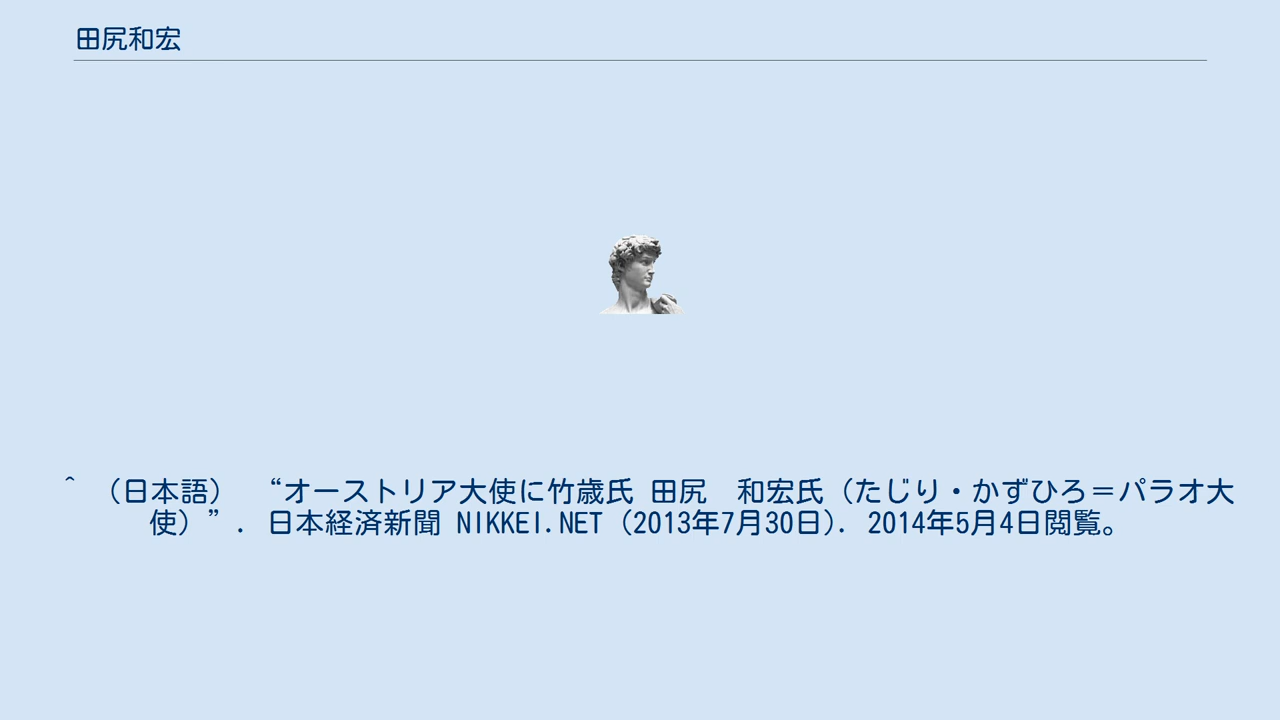 田尻和宏
^ （日本語） “オーストリア大使に竹歳氏 田尻　和宏氏（たじり・かずひろ＝パラオ大
使）”. 日本経済新聞 NIKKEI.NET (2013年7月30日). 2014年5月4日閲覧。